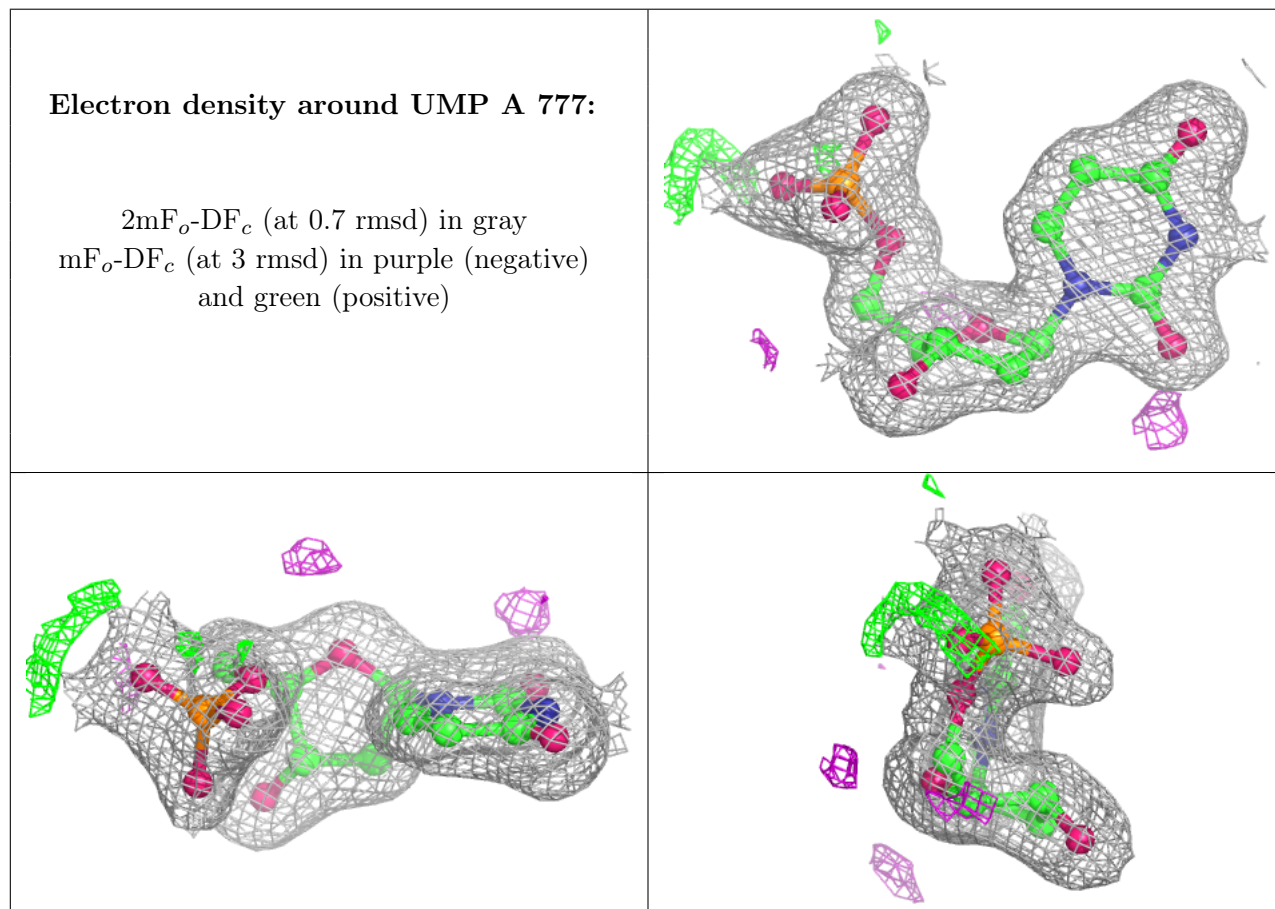 Electron density around UMP A 777:
2mFo-DFc (at 0.7 rmsd) in gray
mFo-DFc (at 3 rmsd) in purple (negative)
and green (positive)